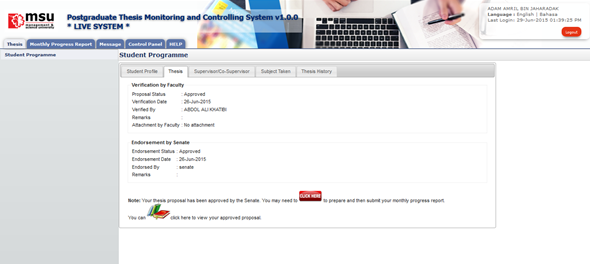 msu
management & science university
Postgraduate Thesis Monitoring and Controlling System v1.0.0
* LIVE SYSTEM *
ADAM AMRIL BIN JAHARADAK
Language : English | Bahasa
Last Login: 29-Jun-2015 01:39:25 PM
Logout
Thesis Monthly Progress Report Message Control Panel HELP
Student Programme
Student Programme
Student Profile Thesis Supervisor/Co-Supervisor Subject Taken Thesis History
Verification by Faculty
Proposal Status : Approved
Verification Date : 26-Jun-2015
Verified By : ABDOL ALI KHATIBI
Remarks :
Attachment by Faculty : No attachment
Endorsement by Senate
Endorsement Status : Approved
Endorsement Date : 26-Jun-2015
Endorsed By : senate
Remarks :
Note: Your thesis proposal has been approved by the Senate. You may need to CLICK HERE to prepare and then submit your monthly progress report.
You can click here to view your approved proposal.